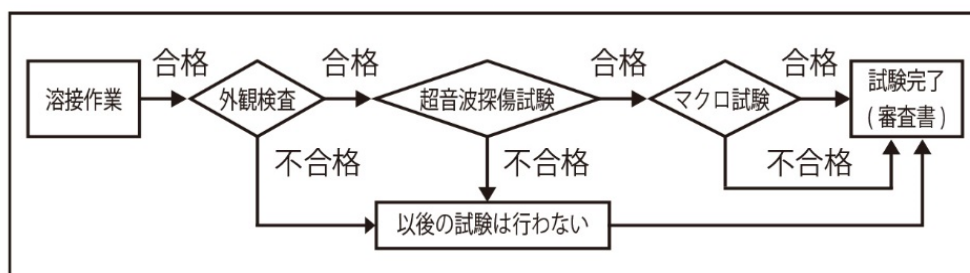 溶接作業
合格
外観検査
合格
超音波探傷試験
合格
マクロ試験
合格
試験完了
(審査書)
不合格
不合格
不合格
以後の試験は行わない